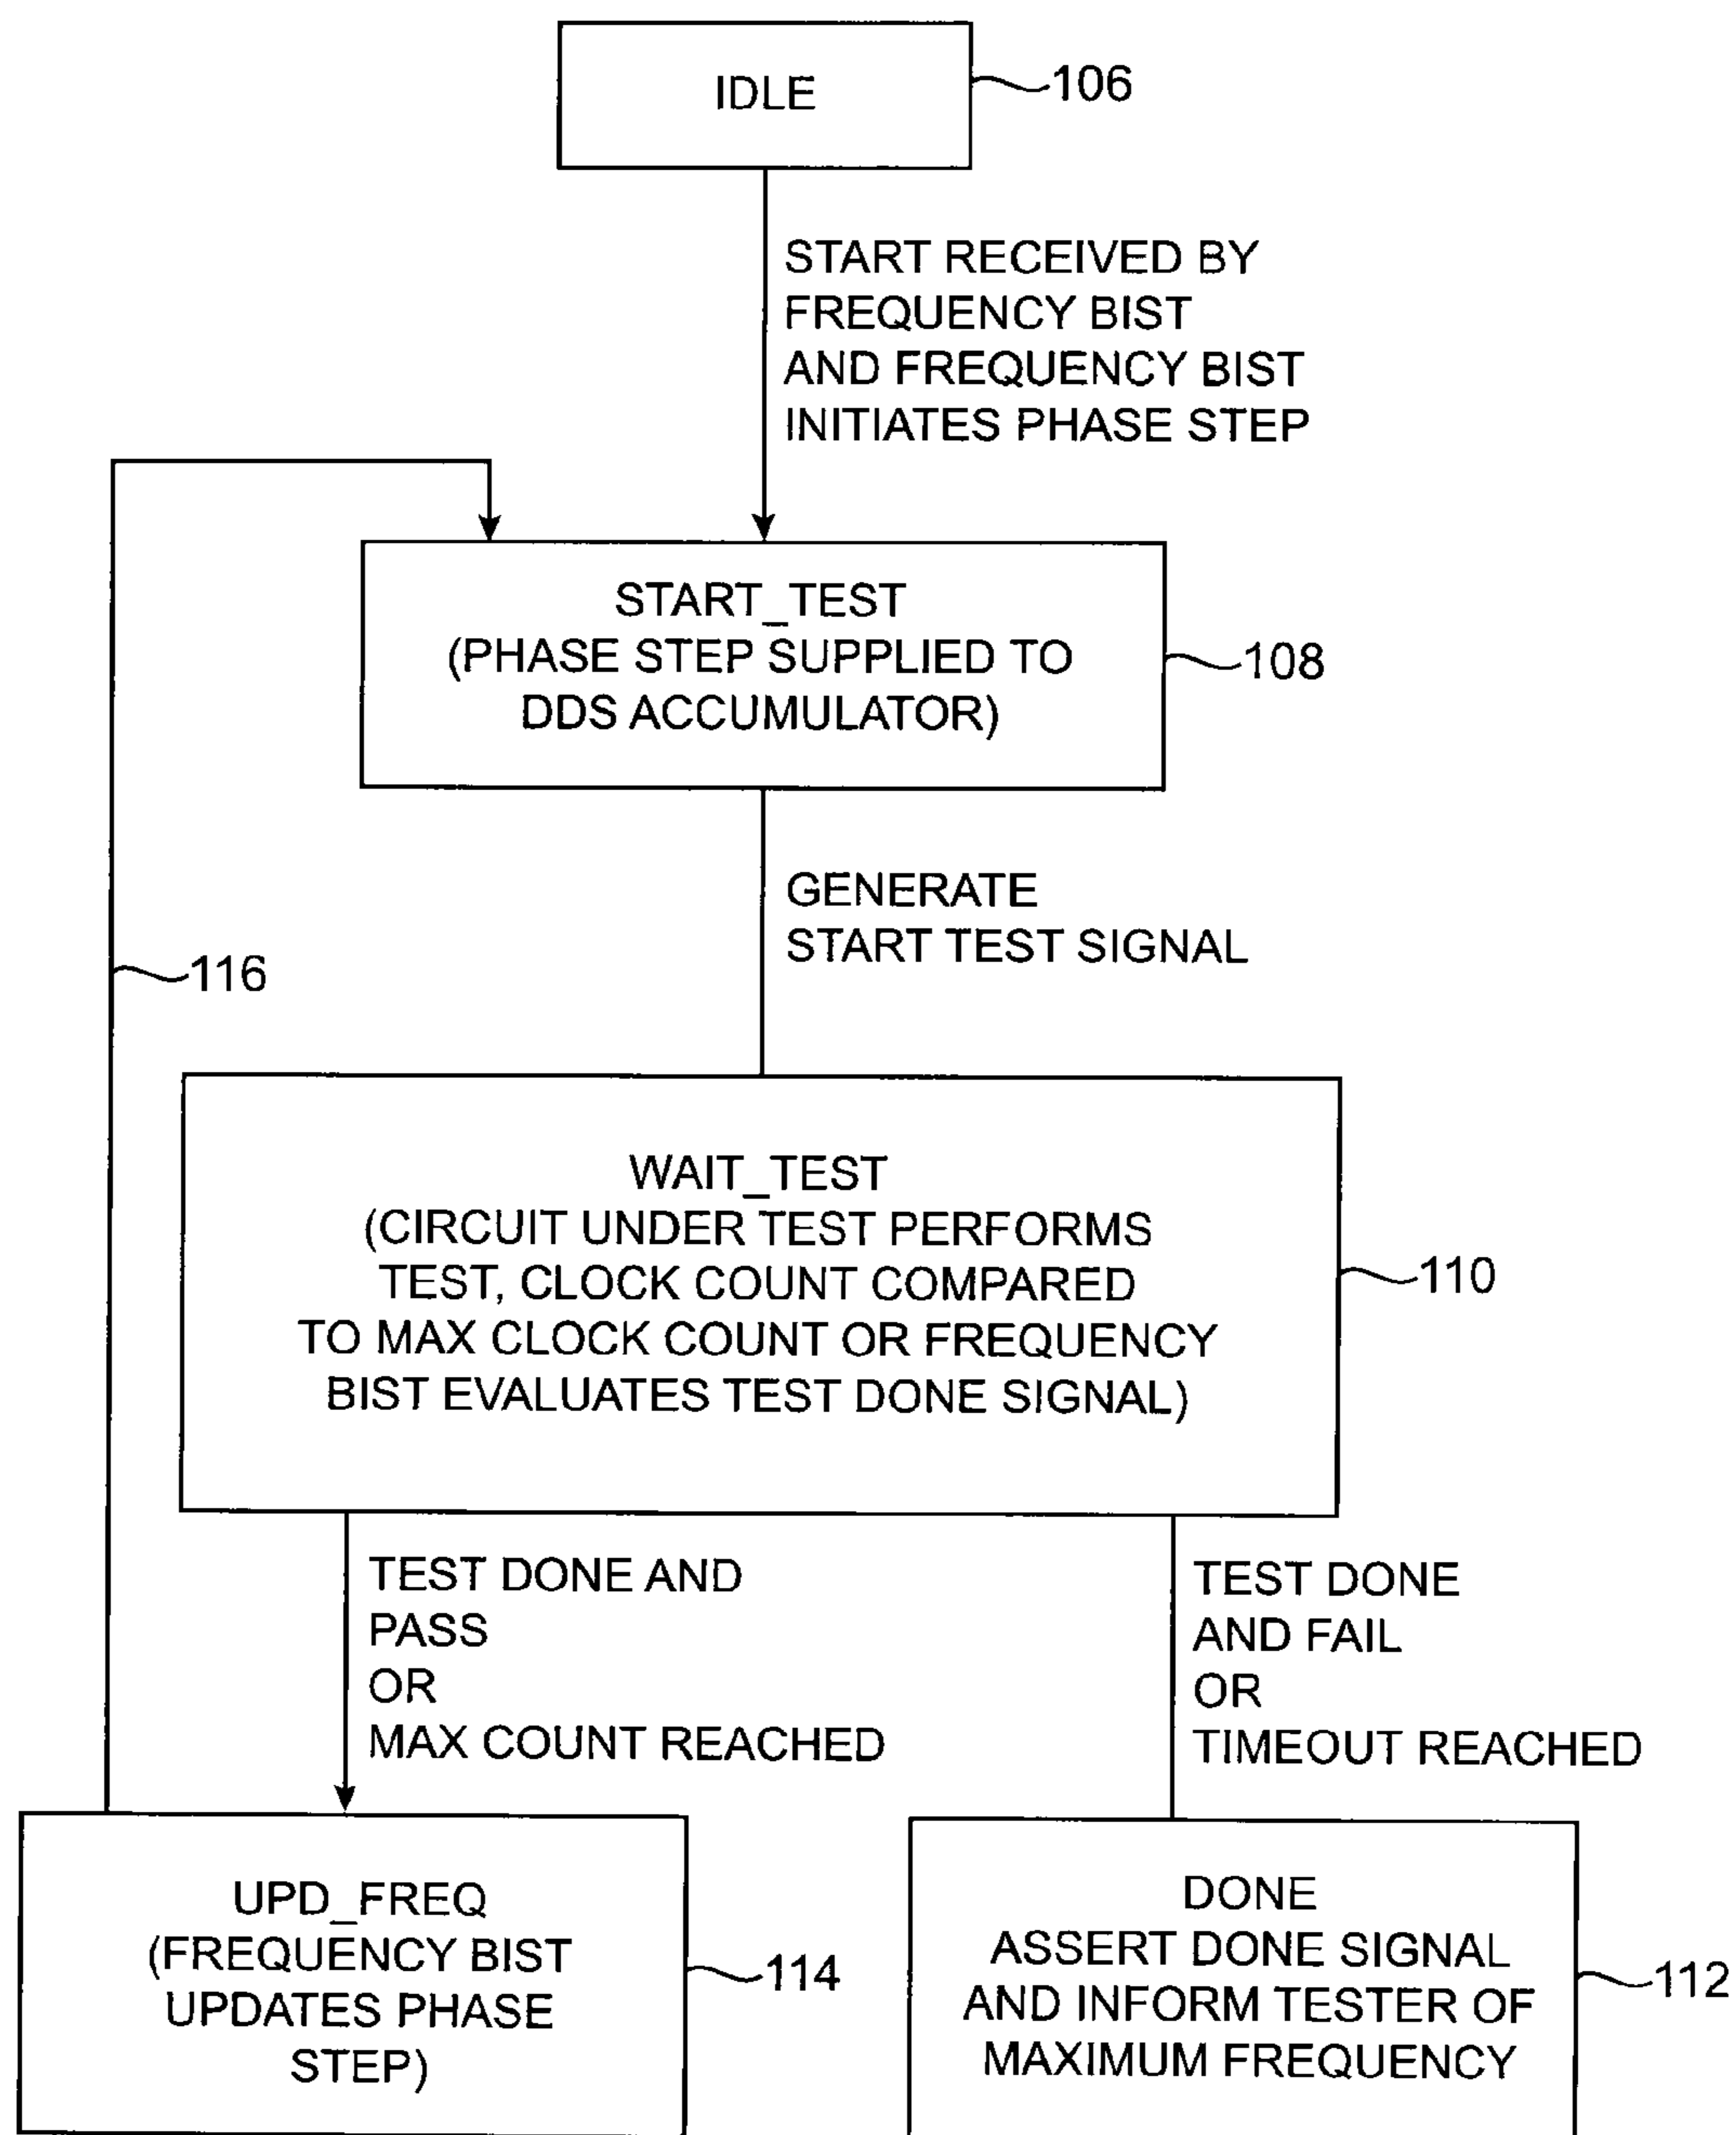 IDLE
106
START RECEIVED BY
FREQUENCY BIST
AND FREQUENCY BIST
INITIATES PHASE STEP
START_TEST
(PHASE STEP SUPPLIED TO
DDS ACCUMULATOR)
108
GENERATE
START TEST SIGNAL
116
WAIT_TEST
(CIRCUIT UNDER TEST PERFORMS
TEST, CLOCK COUNT COMPARED
TO MAX CLOCK COUNT OR FREQUENCY
BIST EVALUATES TEST DONE SIGNAL)
110
TEST DONE AND
PASS
OR
MAX COUNT REACHED
TEST DONE
AND FAIL
OR
TIMEOUT REACHED
UPD_FREQ
(FREQUENCY BIST
UPDATES PHASE
STEP)
114
DONE
ASSERT DONE SIGNAL
AND INFORM TESTER OF
MAXIMUM FREQUENCY
112